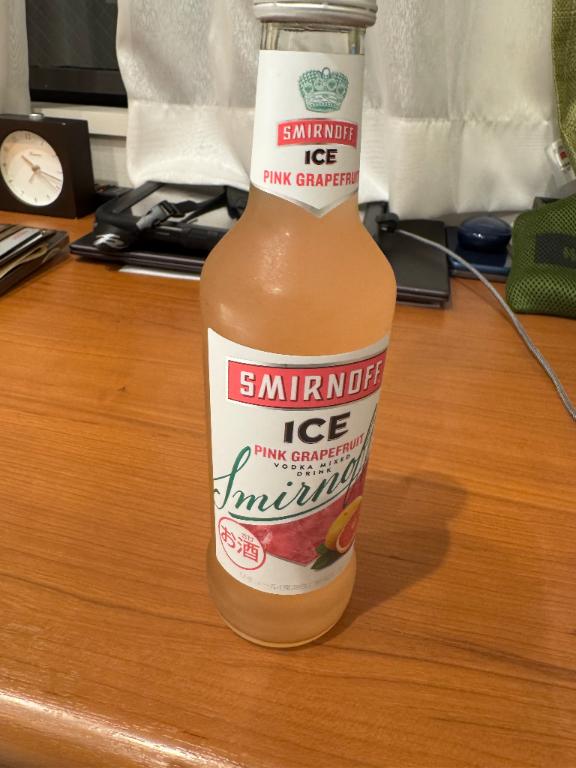 SMIRNOFF
ICE
PINK GRAPEFRUIT
SMIRNOFF
ICE
PINK GRAPEFRUIT
VODKA MIXED
DRINK
Smirnoff
お酒